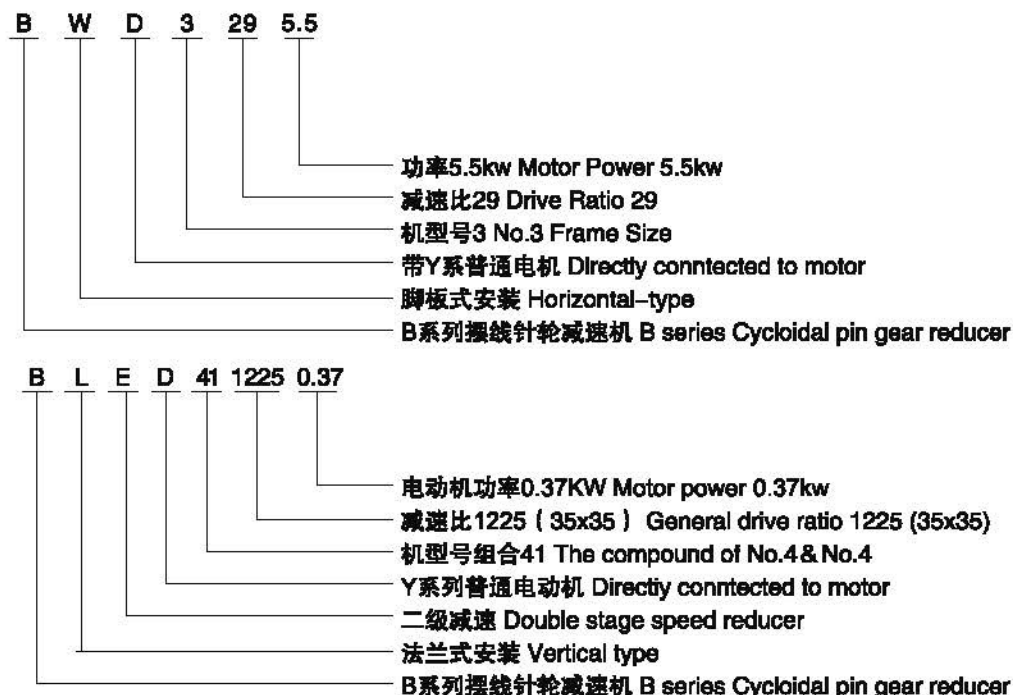 B W D 3 29 5.5
功率5.5kw Motor Power 5.5kw
减速比29 Drive Ratio 29
机型号3 No.3 Frame Size
带Y系普通电机 Directly conntected to motor
脚板式安装 Horizontal-type
B系列摆线针轮减速机 B series Cycloidal pin gear reducer
B L E D 41 1225 0.37
电动机功率0.37KW Motor power 0.37kw
减速比1225 ( 35x35 ) General drive ratio 1225 (35x35)
机型号组合41 The compound of No.4&No.4
Y系列普通电动机 Directiy conntected to motor
二级减速 Double stage speed reducer
法兰式安装 Vertical type
B系列摆线针轮减速机 B series Cycloidal pin gear reducer